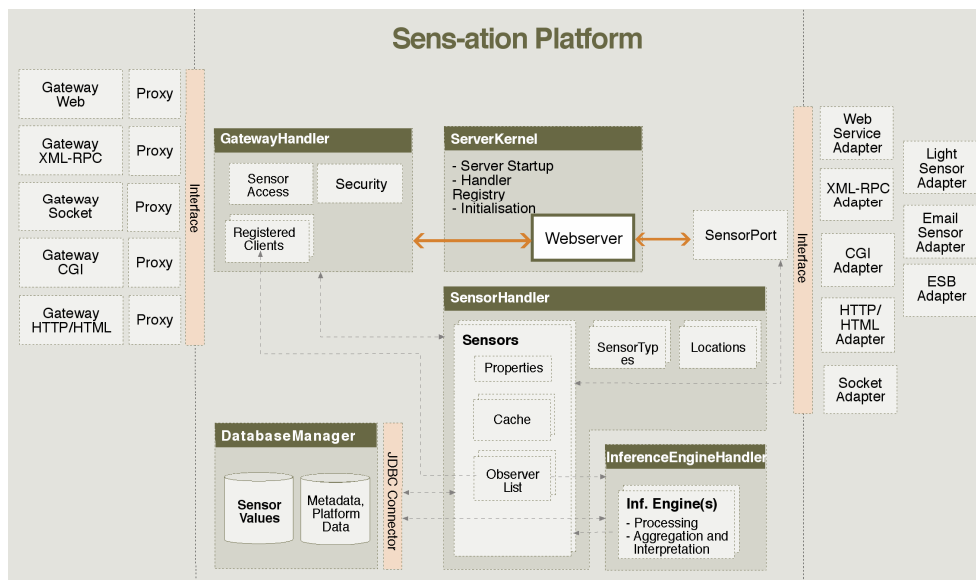 Sens-ation Platform
Gateway
Web
Proxy
Gateway
XML-RPC
Proxy
Gateway
Socket
Proxy
Gateway
CGI
Proxy
Gateway
HTTP/HTML
Proxy
Interface
GatewayHandler
Sensor
Access
Security
Registered
Clients
ServerKernel
- Server Startup
- Handler
Registry
- Initialisation
Webserver
SensorPort
SensorHandler
Sensors
Properties
Cache
Observer
List
SensorTyp
es
Locations
DatabaseManager
Sensor
Values
Metadata,
Platform
Data
JDBC Connector
InferenceEngineHandler
Inf. Engine(s)
- Processing
- Aggregation and
Interpretation
Interface
Web
Service
Adapter
XML-RPC
Adapter
CGI
Adapter
HTTP/
HTML
Adapter
Socket
Adapter
Light
Sensor
Adapter
Email
Sensor
Adapter
ESB
Adapter